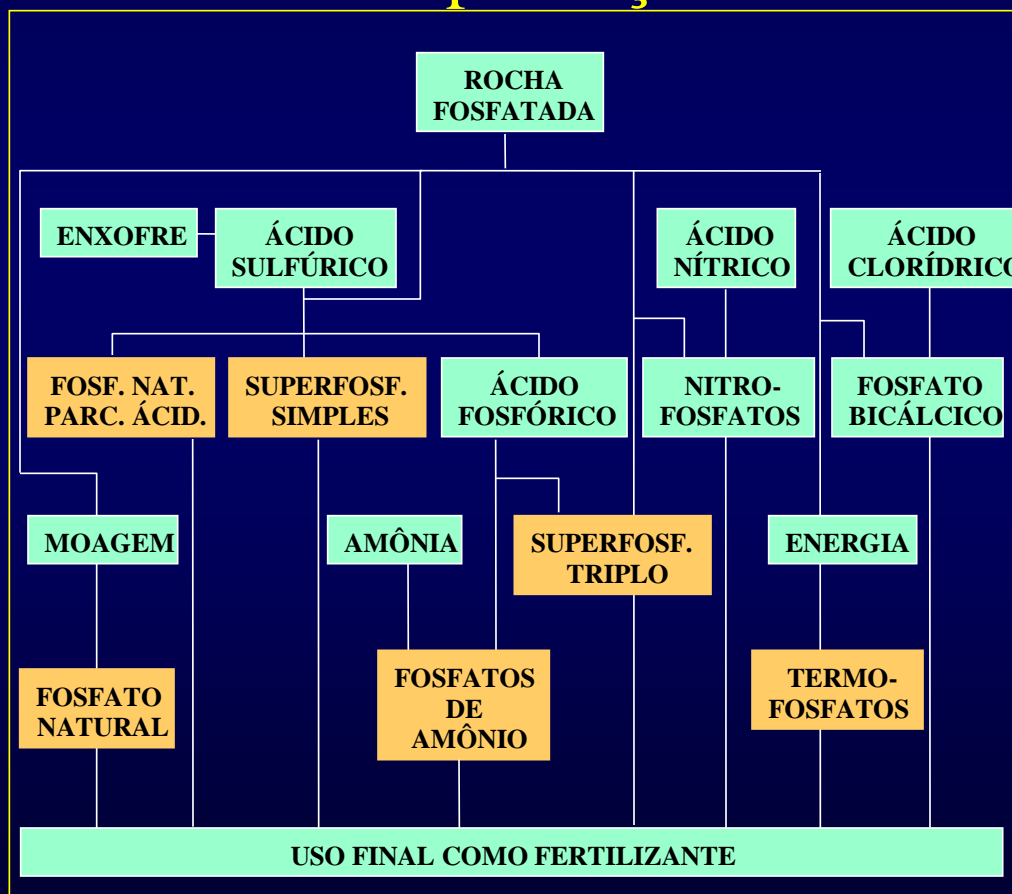 ROCHA
FOSFATADA
ENXOFRE
ÁCIDO
SULFÚRICO
ÁCIDO
NÍTRICO
ÁCIDO
CLORÍDRICO
FOSF. NAT.
PARC. ÁCID.
SUPERFOSF.
SIMPLES
ÁCIDO
FOSFÓRICO
NITRO-
FOSFATOS
FOSFATO
BICÁLCICO
MOAGEM
AMÔNIA
SUPERFOSF.
TRIPLO
ENERGIA
FOSFATO
NATURAL
FOSFATOS
DE
AMÔNIO
TERMO-
FOSFATOS
USO FINAL COMO FERTILIZANTE